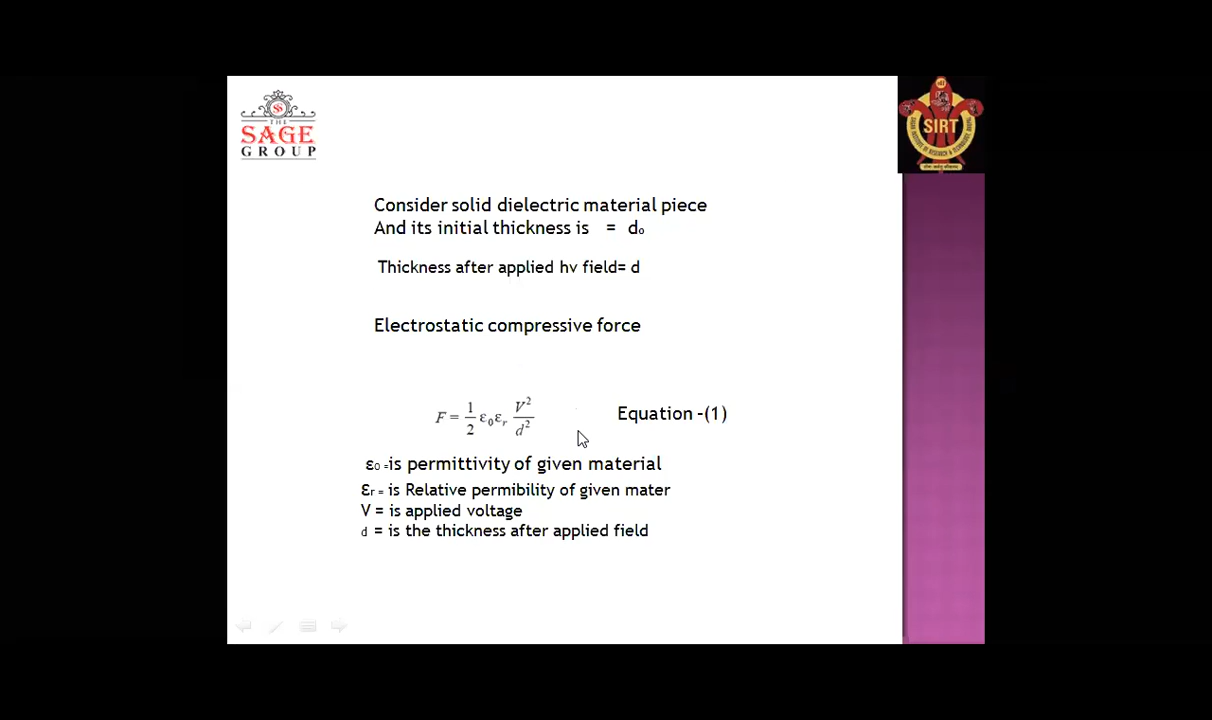 THE
SAGE
GROUP
SIRT
Consider solid dielectric material piece
And its initial thickness is = d₀
Thickness after applied hv field= d
Electrostatic compressive force
F = 1/2 ε₀εᵣ V²/d² Equation -(1)
ε₀ =is permittivity of given material
εr = is Relative permibility of given mater
V = is applied voltage
d = is the thickness after applied field